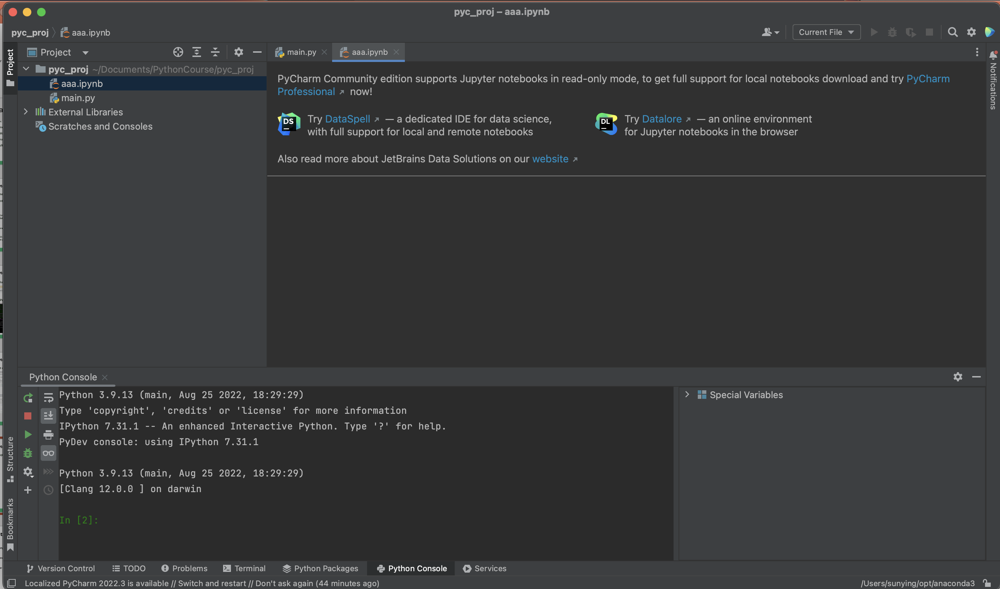 pyc_proj – aaa.ipynb
pyc_proj
aaa.ipynb
Current File
Project
Project
main.py
aaa.ipynb
Notifications
pyc_proj ~/Documents/PythonCourse/pyc_proj
aaa.ipynb
main.py
External Libraries
Scratches and Consoles
PyCharm Community edition supports Jupyter notebooks in read-only mode, to get full support for local notebooks download and try PyCharm
Professional ↗ now!
DS
Try DataSpell ↗ — a dedicated IDE for data science,
with full support for local and remote notebooks
DL
Try Datalore ↗ — an online environment
for Jupyter notebooks in the browser
Also read more about JetBrains Data Solutions on our website ↗
Python Console
Python 3.9.13 (main, Aug 25 2022, 18:29:29)
Type 'copyright', 'credits' or 'license' for more information
IPython 7.31.1 -- An enhanced Interactive Python. Type '?' for help.
PyDev console: using IPython 7.31.1
Python 3.9.13 (main, Aug 25 2022, 18:29:29)
[Clang 12.0.0 ] on darwin
In [2]:
Special Variables
Structure
Bookmarks
Version Control
TODO
Problems
Terminal
Python Packages
Python Console
Services
Localized PyCharm 2022.3 is available // Switch and restart // Don't ask again (44 minutes ago)
/Users/sunying/opt/anaconda3